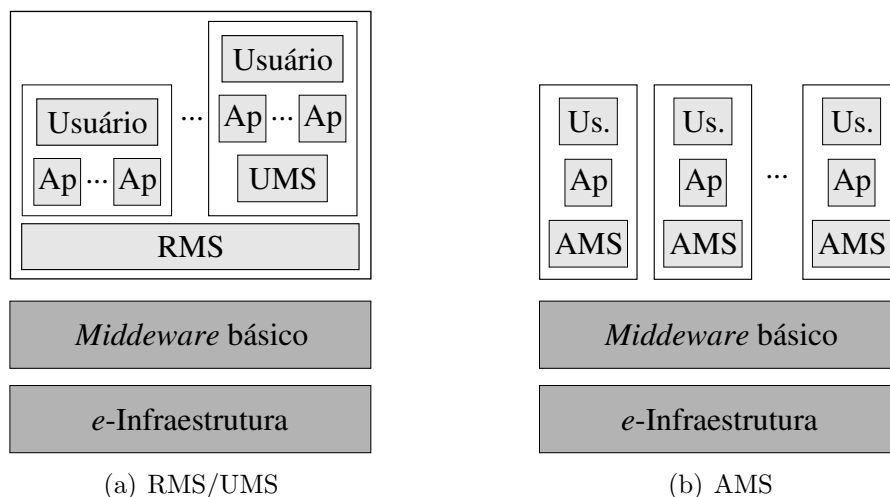 Usuário
Usuário
Ap ... Ap
Ap ... Ap
UMS
...
RMS
Middeware básico
e-Infraestrutura
(a) RMS/UMS
Us. Us. Us.
Ap Ap ... Ap
AMS AMS AMS
Middeware básico
e-Infraestrutura
(b) AMS